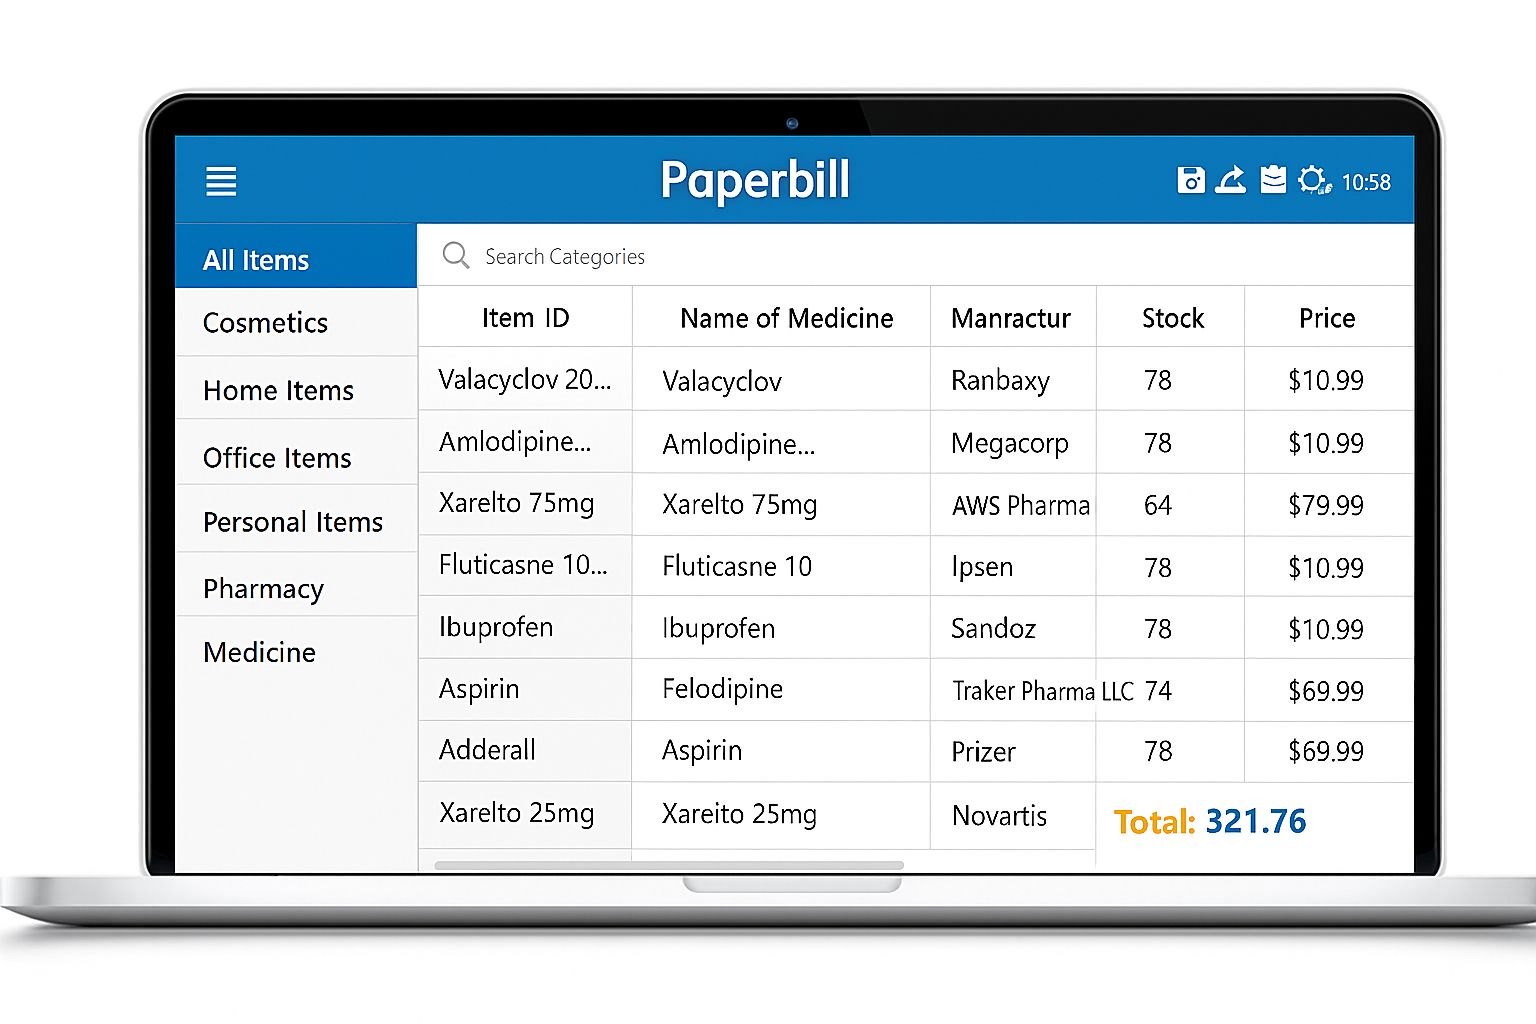 Paperbill
10:58
All Items
Cosmetics
Home Items
Office Items
Personal Items
Pharmacy
Medicine
Search Categories
Item ID Name of Medicine Manractur Stock Price
Valacyclov 20... Valacyclov Ranbaxy 78 $10.99
Amlodipine... Amlodipine... Megacorp 78 $10.99
Xarelto 75mg Xarelto 75mg AWS Pharma 64 $79.99
Fluticasne 10... Fluticasne 10 Ipsen 78 $10.99
Ibuprofen Ibuprofen Sandoz 78 $10.99
Aspirin Felodipine Traker Pharma LLC 74 $69.99
Adderall Aspirin Prizer 78 $69.99
Xarelto 25mg Xareito 25mg Novartis
Total: 321.76